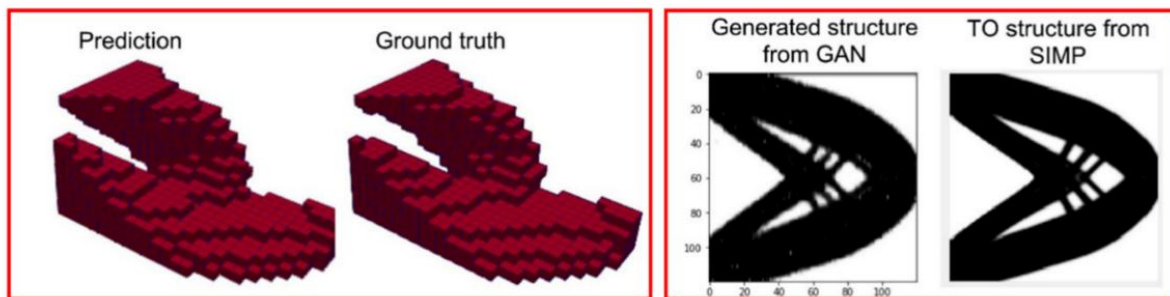 Prediction
Ground truth
Generated structure
from GAN
TO structure from
SIMP
0
20
40
60
80
100
0 20 40 60 80 100